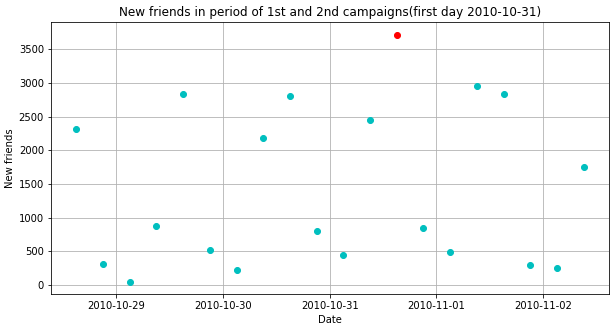 New friends in period of 1st and 2nd campaigns(first day 2010-10-31)
3500
3000
2500
2000
1500
1000
500
0
New friends
2010-10-29 2010-10-30 2010-10-31 2010-11-01 2010-11-02
Date